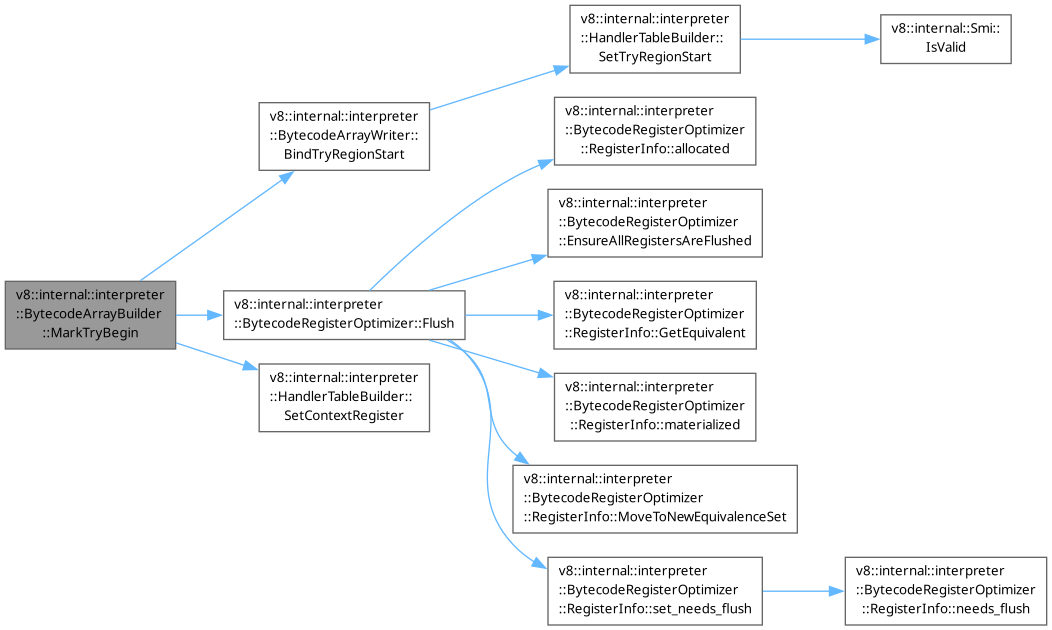 v8::internal::interpreter
::BytecodeArrayBuilder
::MarkTryBegin
v8::internal::interpreter
::BytecodeArrayWriter::
BindTryRegionStart
v8::internal::interpreter
::HandlerTableBuilder::
SetTryRegionStart
v8::internal::Smi::
IsValid
v8::internal::interpreter
::BytecodeRegisterOptimizer::Flush
v8::internal::interpreter
::BytecodeRegisterOptimizer
::RegisterInfo::allocated
v8::internal::interpreter
::BytecodeRegisterOptimizer
::EnsureAllRegistersAreFlushed
v8::internal::interpreter
::BytecodeRegisterOptimizer
::RegisterInfo::GetEquivalent
v8::internal::interpreter
::BytecodeRegisterOptimizer
::RegisterInfo::materialized
v8::internal::interpreter
::BytecodeRegisterOptimizer
::RegisterInfo::MoveToNewEquivalenceSet
v8::internal::interpreter
::BytecodeRegisterOptimizer
::RegisterInfo::set_needs_flush
v8::internal::interpreter
::BytecodeRegisterOptimizer
::RegisterInfo::needs_flush
v8::internal::interpreter
::HandlerTableBuilder::
SetContextRegister